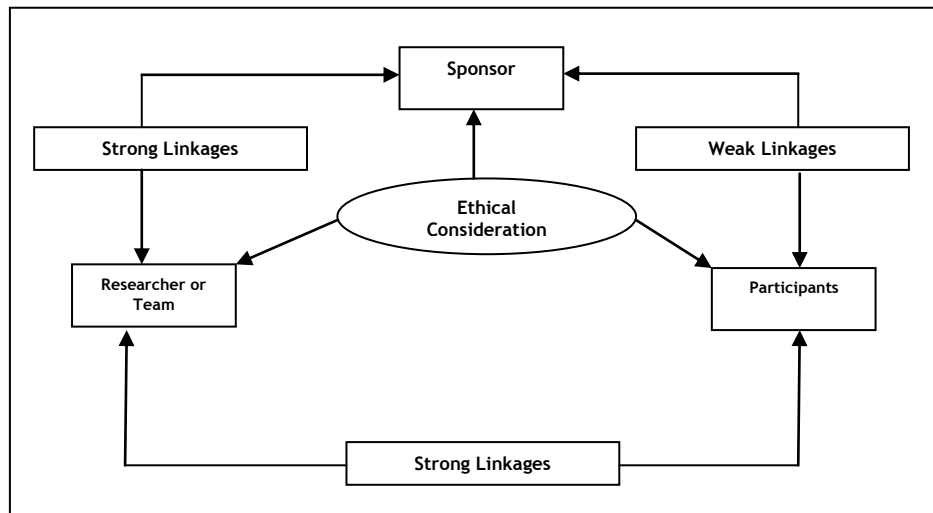 Sponsor
Strong Linkages
Weak Linkages
Ethical
Consideration
Researcher or
Team
Participants
Strong Linkages